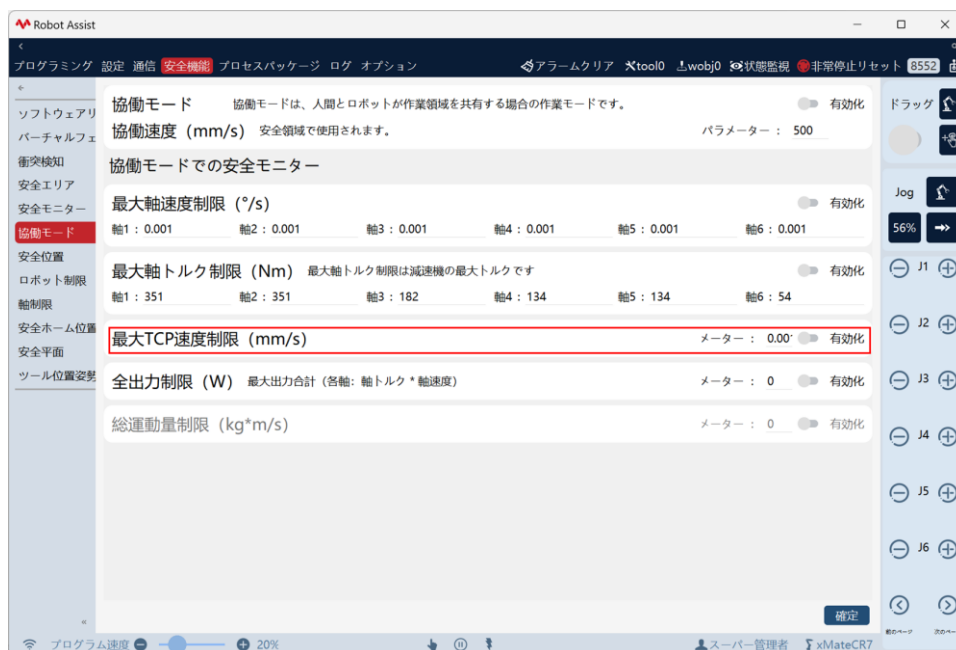 Robot Assist
プログラミング 設定 通信 安全機能 プロセスパッケージ ログ オプション アラームクリア tool0 wobj0 状態監視 非常停止リセット 8552
ソフトウェアリ
バーチャルフェ
衝突検知
安全エリア
安全モニター
協働モード
安全位置
ロボット制限
軸制限
安全ホーム位置
安全平面
ツール位置姿勢
協働モード 協働モードは、人間とロボットが作業領域を共有する場合の作業モードです。 有効化
協働速度 (mm/s) 安全領域で使用されます。 パラメーター : 500
協働モードでの安全モニター
最大軸速度制限 (°/s) 有効化
軸1 : 0.001 軸2 : 0.001 軸3 : 0.001 軸4 : 0.001 軸5 : 0.001 軸6 : 0.001
最大軸トルク制限 (Nm) 最大軸トルク制限は減速機の最大トルクです 有効化
軸1 : 351 軸2 : 351 軸3 : 182 軸4 : 134 軸5 : 134 軸6 : 54
最大TCP速度制限 (mm/s) メーター : 0.00 有効化
全出力制限 (W) 最大出力合計 (各軸: 軸トルク * 軸速度) メーター : 0 有効化
総運動量制限 (kg*m/s) メーター : 0 有効化
確定
ドラッグ
Jog
56%
J1
J2
J3
J4
J5
J6
前のページ 次のペー
プログラム速度 20% スーパー管理者 xMateCR7